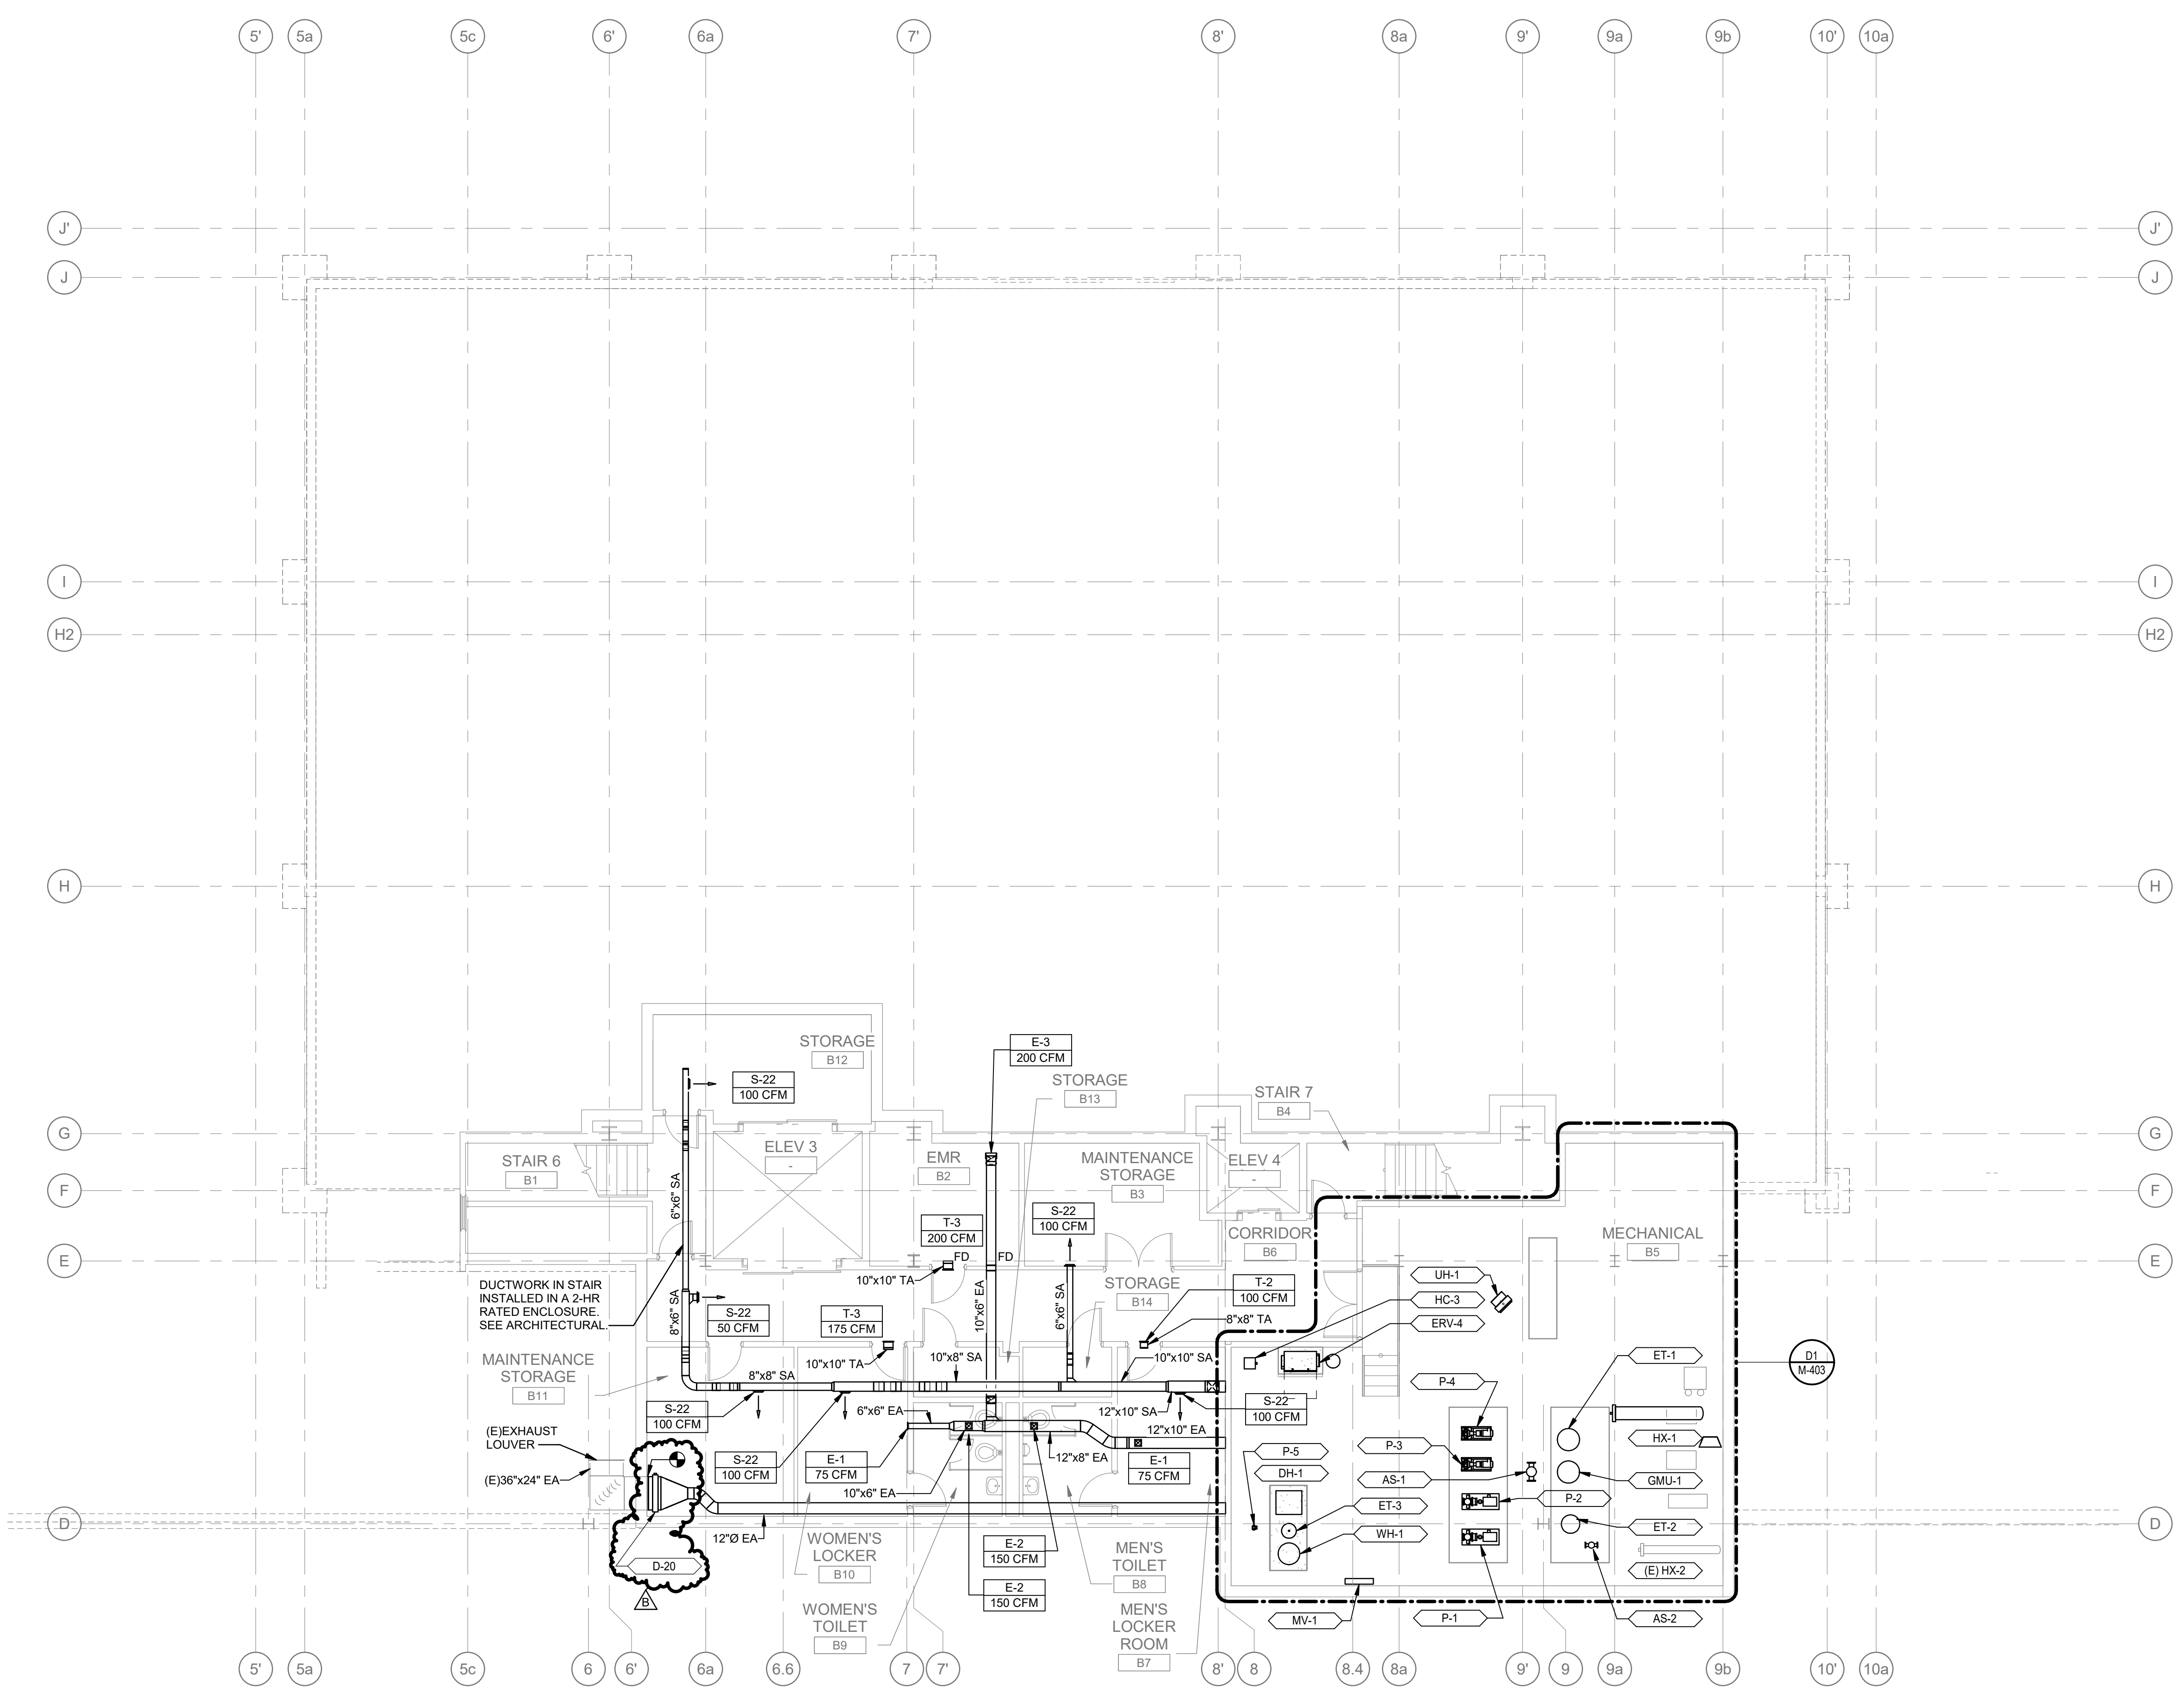 5'
5a
5c
6'
6a
7'
8'
8a
9'
9a
9b
10'
10a
J'
J'
J
J
I
I
H2
H2
H
H
STORAGE
B12
E-3
200 CFM
S-22
100 CFM
STORAGE
B13
STAIR 7
B4
G
G
STAIR 6
B1
ELEV 3
-
EMR
B2
MAINTENANCE
STORAGE
B3
ELEV 4
-
F
F
6"x6" SA
T-3
200 CFM
S-22
100 CFM
CORRIDOR
B6
MECHANICAL
B5
E
E
FD
FD
10"x10" TA
DUCTWORK IN STAIR
INSTALLED IN A 2-HR
RATED ENCLOSURE.
SEE ARCHITECTURAL.
8"x6" SA
S-22
50 CFM
T-3
175 CFM
10"x6" EA
6"x6" SA
STORAGE
B14
T-2
100 CFM
8"x8" TA
UH-1
HC-3
ERV-4
MAINTENANCE
STORAGE
B11
8"x8" SA
10"x10" TA
10"x8" SA
10"x10" SA
ET-1
D1
M-403
P-4
S-22
100 CFM
6"x6" EA
12"x10" SA
S-22
100 CFM
12"x10" EA
(E)EXHAUST
LOUVER
(E)36"x24" EA
S-22
100 CFM
E-1
75 CFM
10"x6" EA
12"x8" EA
E-1
75 CFM
P-5
DH-1
ET-3
WH-1
P-3
AS-1
P-2
HX-1
GMU-1
ET-2
(E) HX-2
D
D
12"Ø EA
D-20
B
WOMEN'S
LOCKER
B10
E-2
150 CFM
E-2
150 CFM
MEN'S
TOILET
B8
WOMEN'S
TOILET
B9
MEN'S
LOCKER
ROOM
B7
MV-1
P-1
AS-2
5'
5a
5c
6
6'
6a
6.6
7
7'
8'
8
8.4
8a
9'
9
9a
9b
10'
10a